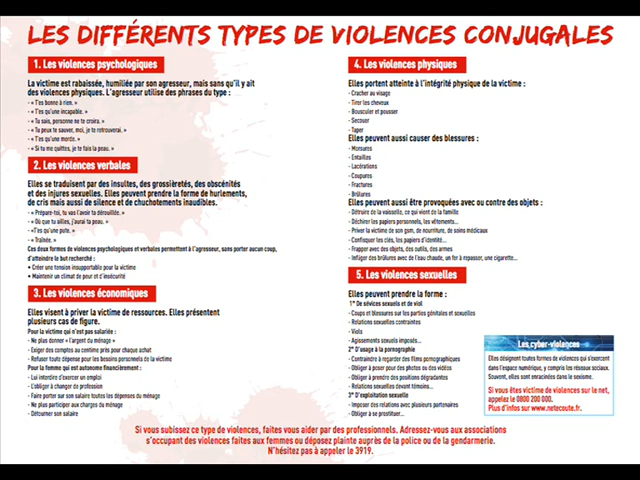 LES DIFFÉRENTS TYPES DE VIOLENCES CONJUGALES
1. Les violences psychologiques
La victime est rabaissée, humiliée par son agresseur, mais sans qu'il y ait
des violences physiques. L'agresseur utilise des phrases du type :
- « T'es bonne à rien. »
- « T'es qu'une incapable. »
- « Tu sais, personne ne te croira. »
- « Tu peux te sauver, moi, je te retrouverai. »
- « T'es qu'une morde. »
- « Si tu me quittes, je te fais la peau. »
2. Les violences verbales
Elles se traduisent par des insultes, des grossièretés, des obscénités
et des injures sexuelles. Elles peuvent prendre la forme de hurlements,
de cris mais aussi de silence et de chuchotements inaudibles.
- « Prépare-toi, tu vas l'avoir ta dérouillée. »
- « Où que tu ailles, j'aurai ta peau. »
- «T'es qu'une pute. »
- « Traînée. »
Ces deux formes de violences psychologiques et verbales permettent à l'agresseur, sans porter aucun coup,
d'atteindre le but recherché :
• Créer une tension insupportable pour la victime
• Maintenir un climat de peur et d'insécurité
3. Les violences économiques
Elles visent à priver la victime de ressources. Elles présentent
plusieurs cas de figure.
Pour la victime qui n'est pas salariée :
- Ne plus donner « l'argent du ménage »
- Exiger des comptes au centime près pour chaque achat
- Refuser toute dépense pour les besoins personnels de la victime
Pour la femme qui est autonome financièrement :
- Lui interdire d'exercer un emploi
- L'obliger à changer de profession
- Faire porter sur son salaire toutes les dépenses du ménage
- Ne plus participer aux charges du ménage
- Détourner son salaire
4. Les violences physiques
Elles portent atteinte à l'intégrité physique de la victime :
- Cracher au visage
- Tirer les cheveux
- Bousculer et pousser
- Secouer
- Taper
Elles peuvent aussi causer des blessures :
- Morsures
- Entailles
- Lacérations
- Coupures
- Fractures
- Brûlures
Elles peuvent aussi être provoquées avec ou contre des objets :
- Détruire de la vaisselle, ce qui vient de la famille
- Déchirer les papiers personnels, les vêtements...
- Priver la victime de son gsm, de nourriture, de soins médicaux
- Confisquer les clés, les papiers d'identité...
- Frapper avec des objets, des outils, des armes
- Infliger des brûlures avec de l'eau chaude, un fer à repasser, une cigarette...
5. Les violences sexuelles
Elles peuvent prendre la forme :
1° De sévices sexuels et de viol
- Coups et blessures sur les parties génitales et sexuelles
- Relations sexuelles contraintes
- Viols
- Agissements sexuels imposés...
2° D'usage à la pornographie
- Contraindre à regarder des films pornographiques
- Obliger à poser pour des photos ou des vidéos
- Obliger à prendre des positions dégradantes
- Relations sexuelles devant témoins...
3° D'exploitation sexuelle
- Imposer des relations avec plusieurs partenaires
- Obliger à se prostituer...
Les cyber-violences
Elles désignent toutes formes de violences qui s'exercent
dans l'espace numérique, y compris les réseaux sociaux.
Souvent, elles sont enracinées dans le sexisme.
Si vous êtes victime de violences sur le net,
appelez le 0800 200 000.
Plus d'infos sur www.netecoute.fr
Si vous subissez ce type de violences, faites vous aider par des professionnels. Adressez-vous aux associations
s'occupant des violences faites aux femmes ou déposez plainte auprès de la police ou de la gendarmerie.
N'hésitez pas à appeler le 3919.